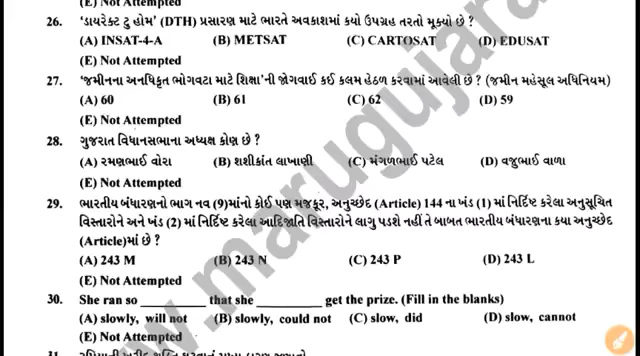 (E) Not Attempted
26. 'ડાયરેક્ટ ટુ હોમ' (DTH) પ્રસારણ માટે ભારતે અવકાશમાં કયો ઉપગ્રહ તરતો મૂક્યો છે ?
(A) INSAT-4-A (B) METSAT (C) CARTOSAT (D) EDUSAT
(E) Not Attempted
27. 'જમીનના અનધિકૃત ભોગવટા માટે શિક્ષા'ની જોગવાઈ કઈ કલમ હેઠળ કરવામાં આવેલી છે ? (જમીન મહેસૂલ અધિનિયમ)
(A) 60 (B) 61 (C) 62 (D) 59
(E) Not Attempted
28. ગુજરાત વિધાનસભાના અધ્યક્ષ કોણ છે ?
(A) રમણભાઈ વોરા (B) શશીકાંત લાખાણી (C) મંગળભાઈ પટેલ (D) વજુભાઈ વાળા
(E) Not Attempted
29. ભારતીય બંધારણનો ભાગ નવ (9)માંનો કોઈ પણ મજકૂર, અનુચ્છેદ (Article) 144 ના ખંડ (1) માં નિર્દિષ્ટ કરેલા અનુસૂચિત
વિસ્તારોને અને ખંડ (2) માં નિર્દિષ્ટ કરેલા આદિજાતિ વિસ્તારોને લાગુ પડશે નહીં તે બાબત ભારતીય બંધારણના કયા અનુચ્છેદ
(Article)માં છે ?
(A) 243 M (B) 243 N (C) 243 P (D) 243 L
(E) Not Attempted
30. She ran so __________ that she __________ get the prize. (Fill in the blanks)
(A) slowly, will not (B) slowly, could not (C) slow, did (D) slow, cannot
(E) Not Attempted
31.
www.marugujara